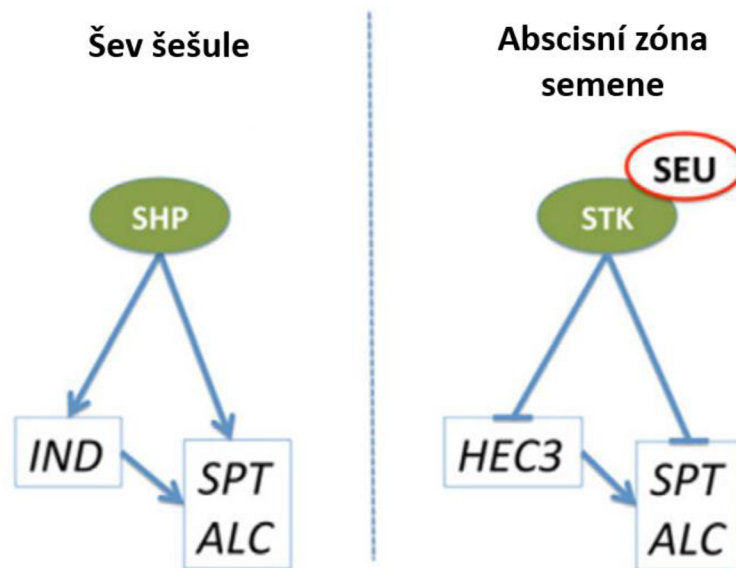 Šev šešule
Abscisní zóna
semene
SHP
SEU
STK
IND
SPT
ALC
HEC3
SPT
ALC